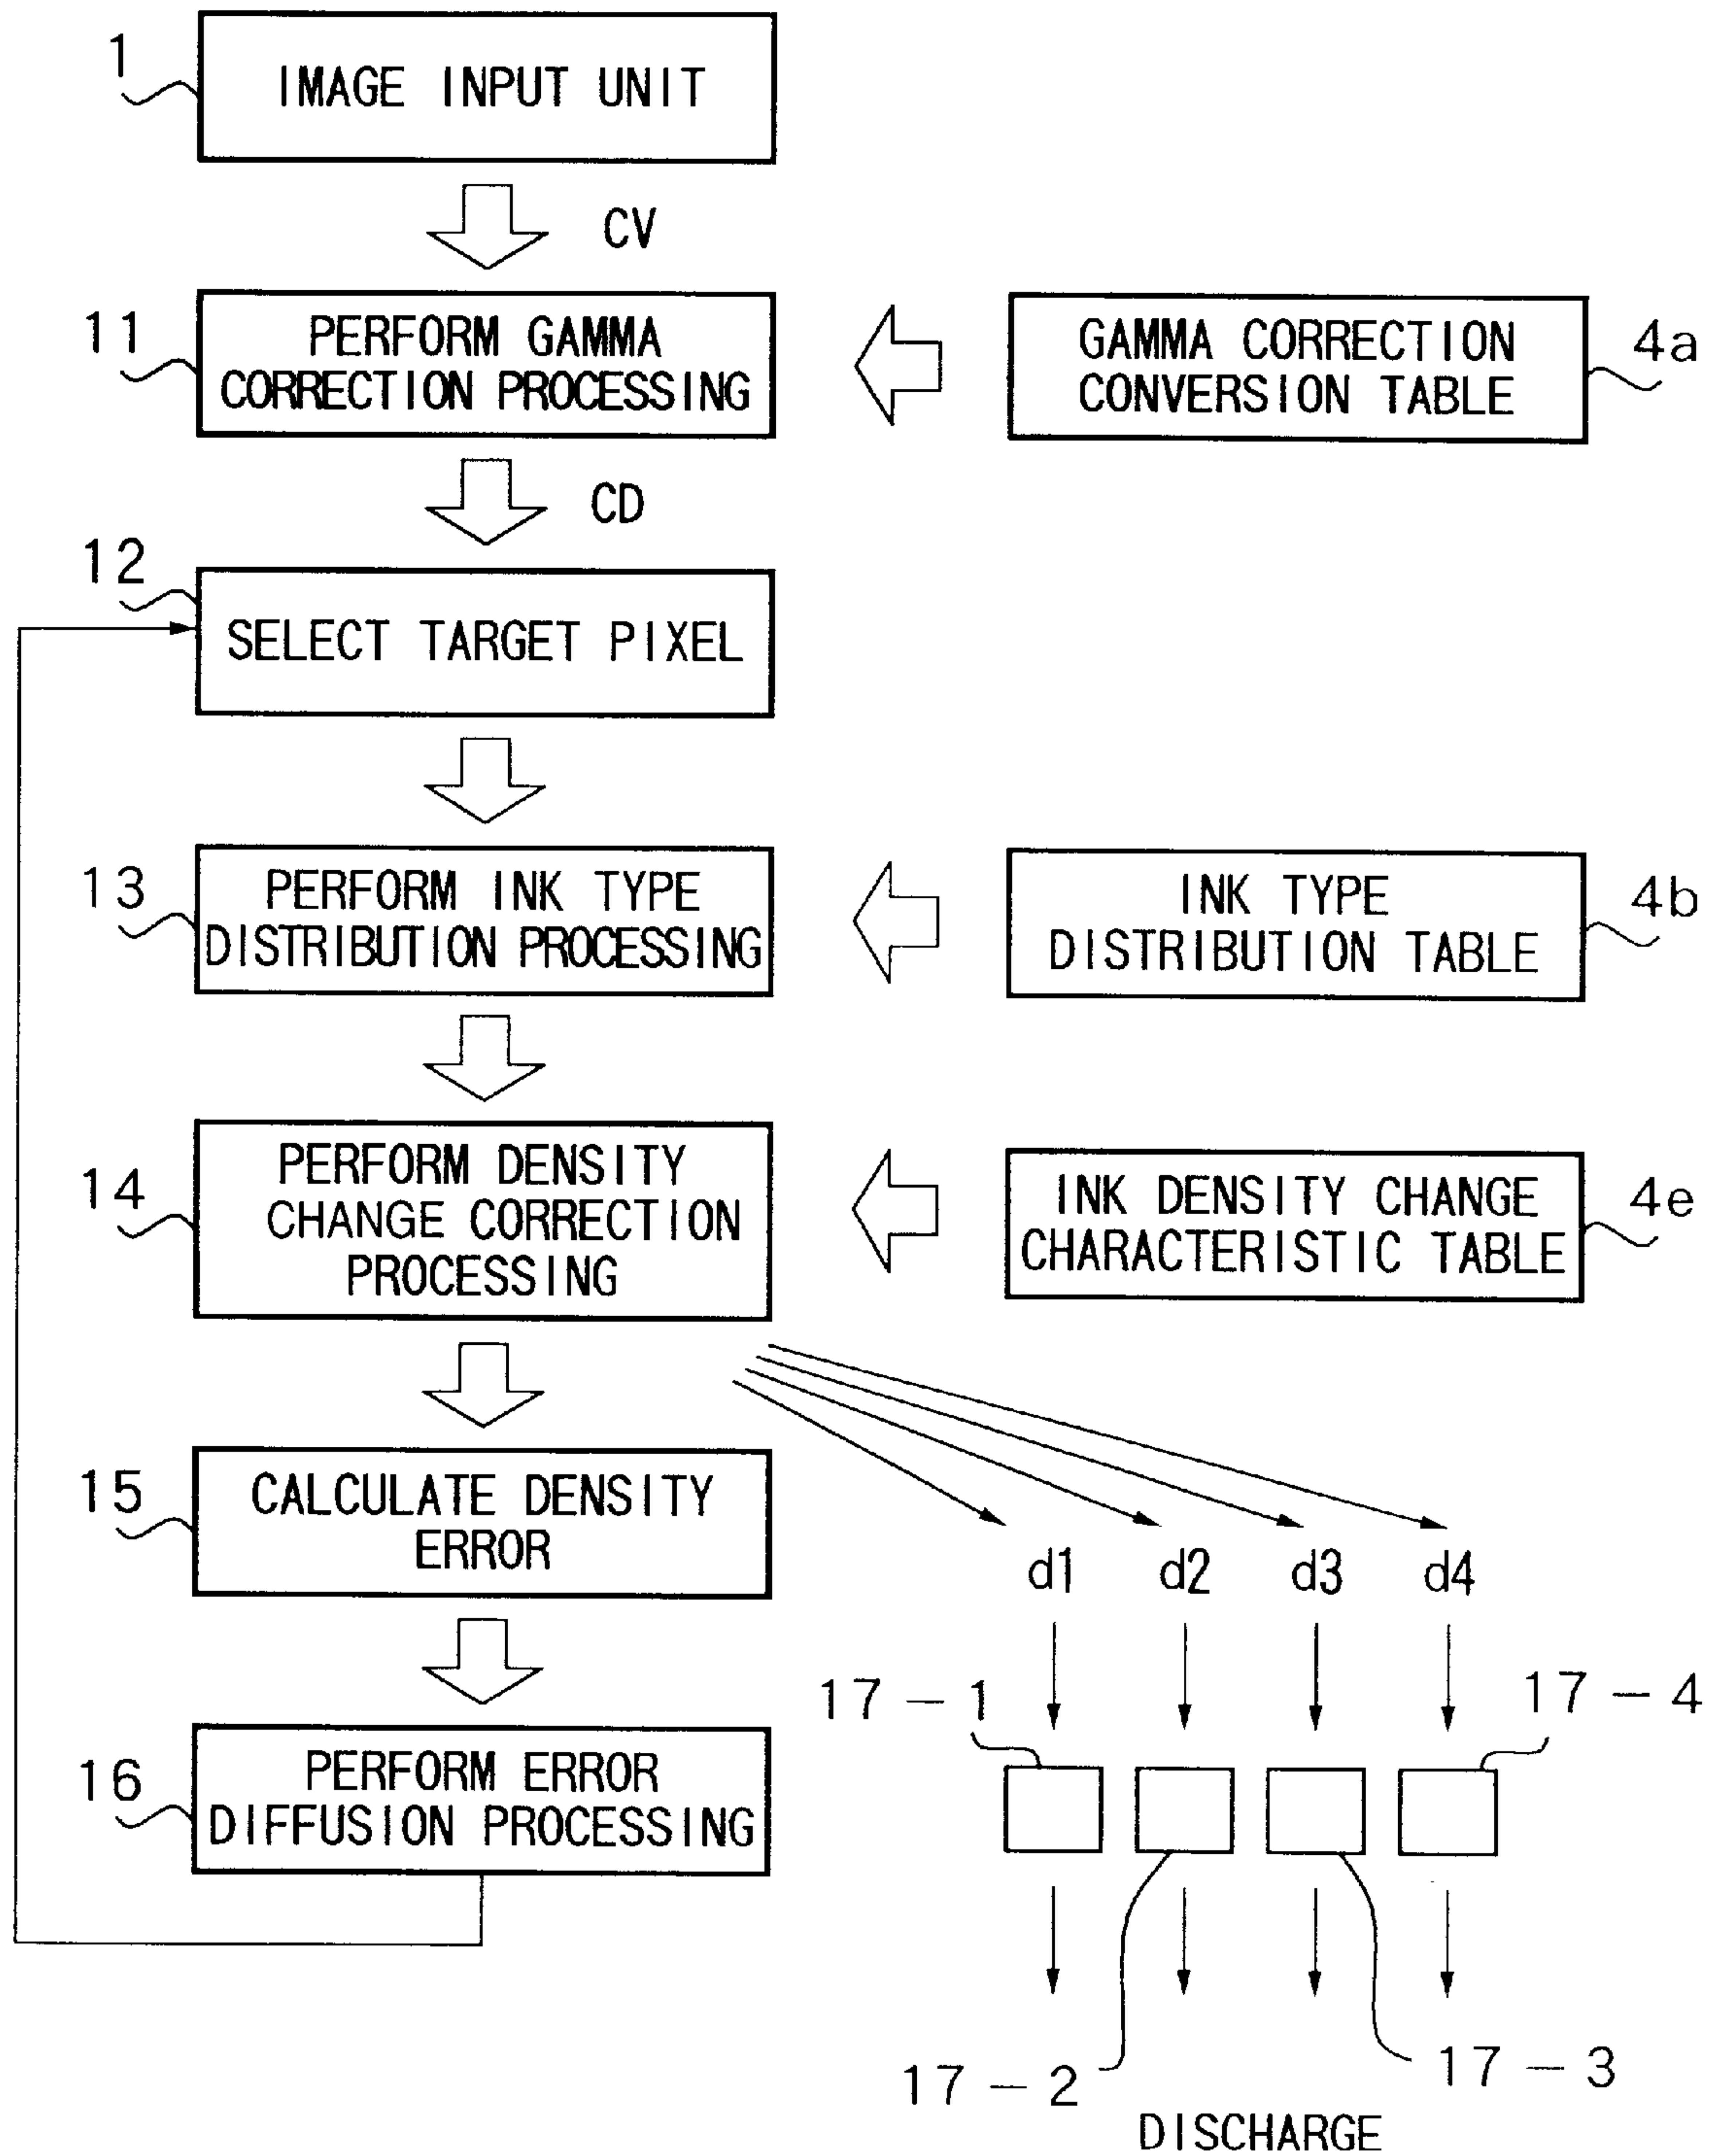 1
IMAGE INPUT UNIT
CV
11
PERFORM GAMMA
CORRECTION PROCESSING
GAMMA CORRECTION
CONVERSION TABLE
4a
CD
12
SELECT TARGET PIXEL
13
PERFORM INK TYPE
DISTRIBUTION PROCESSING
INK TYPE
DISTRIBUTION TABLE
4b
14
PERFORM DENSITY
CHANGE CORRECTION
PROCESSING
INK DENSITY CHANGE
CHARACTERISTIC TABLE
4e
15
CALCULATE DENSITY
ERROR
d1 d2 d3 d4
16
PERFORM ERROR
DIFFUSION PROCESSING
17-1
17-4
17-2
17-3
DISCHARGE